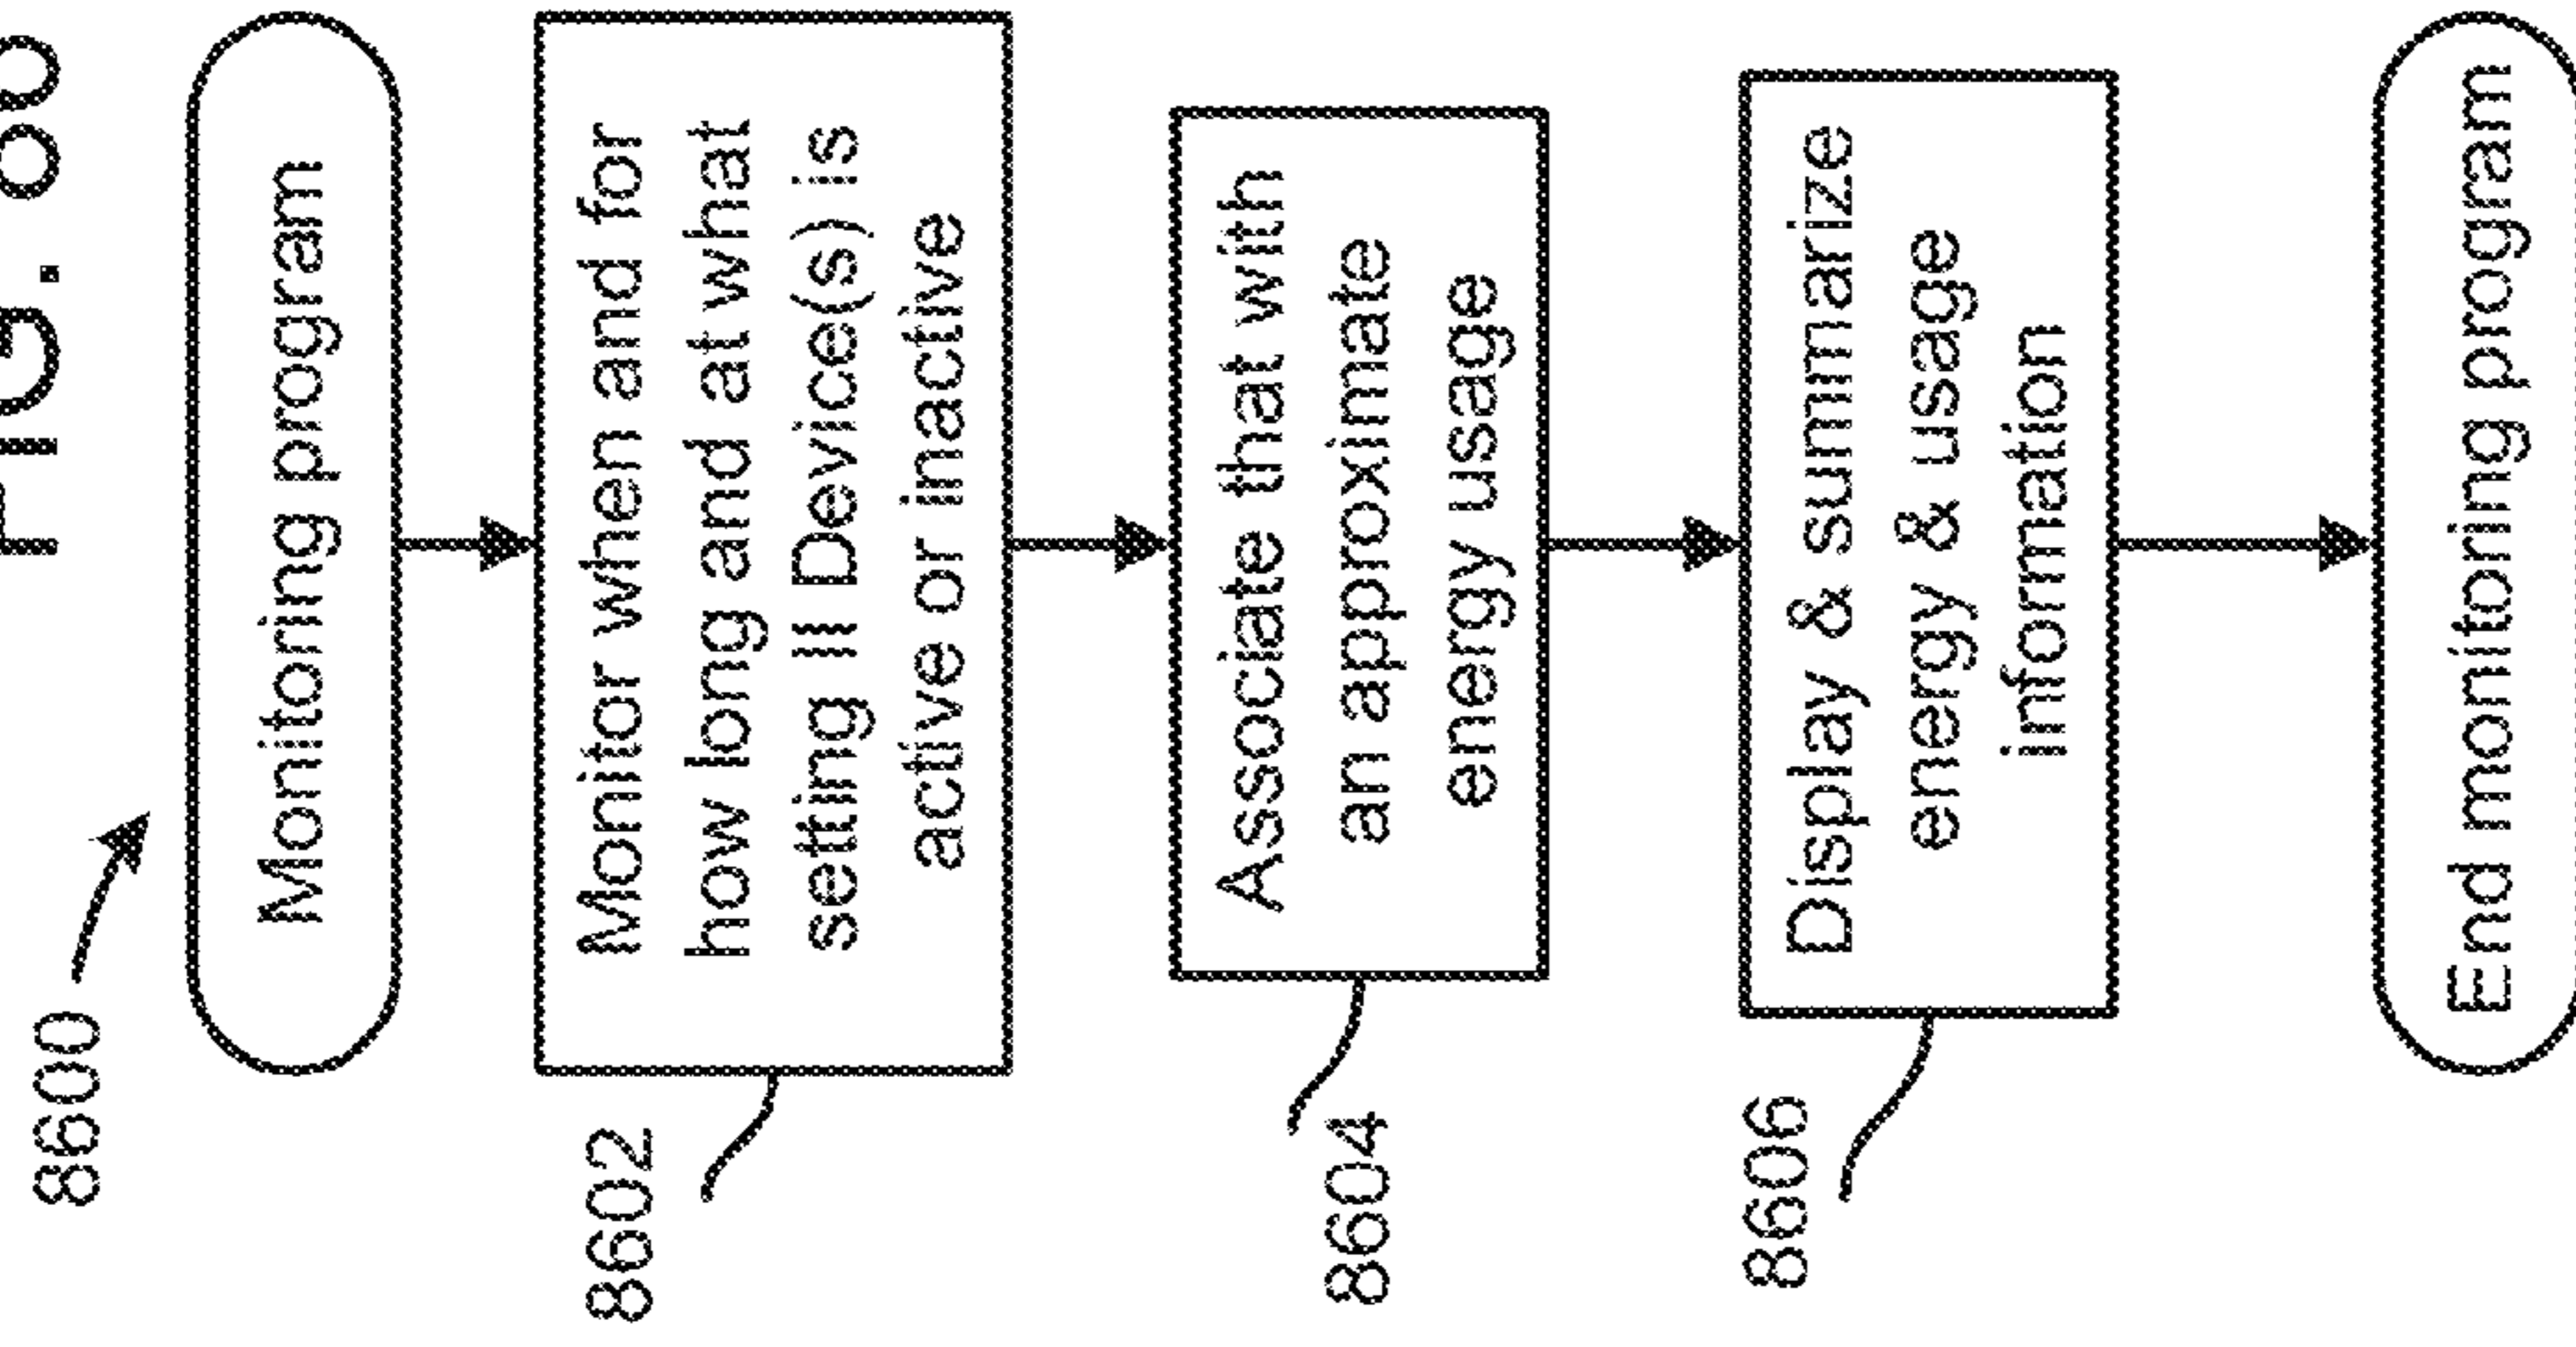 FIG. 86
8600
Monitoring program
8602
Monitor when and for
how long and at what
setting II Device(s) is
active or inactive
8604
Associate that with
an approximate
energy usage
8606
Display & summarize
energy & usage
information
End monitoring program